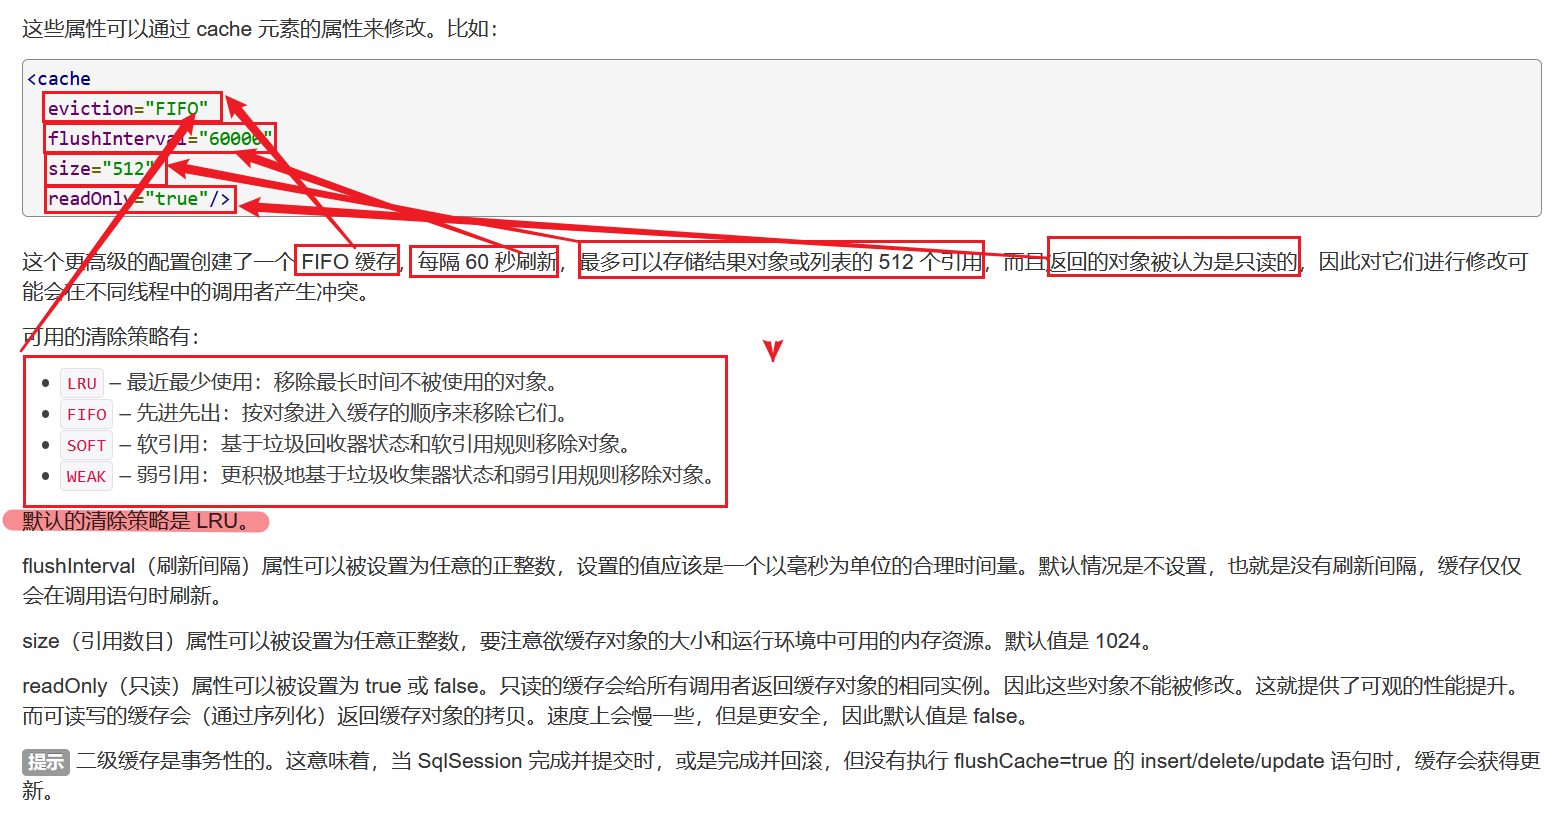 这些属性可以通过 cache 元素的属性来修改。比如：
<cache
eviction="FIFO"
flushInterval="60000"
size="512"
readOnly="true"/>
这个更高级的配置创建了一个 FIFO 缓存，每隔 60 秒刷新，最多可以存储结果对象或列表的 512 个引用，而且返回的对象被认为是只读的，因此对它们进行修改可
能会在不同线程中的调用者产生冲突。
可用的清除策略有：
LRU – 最近最少使用：移除最长时间不被使用的对象。
FIFO – 先进先出：按对象进入缓存的顺序来移除它们。
SOFT – 软引用：基于垃圾回收器状态和软引用规则移除对象。
WEAK – 弱引用：更积极地基于垃圾收集器状态和弱引用规则移除对象。
默认的清除策略是 LRU。
flushInterval（刷新间隔）属性可以被设置为任意的正整数，设置的值应该是一个以毫秒为单位的合理时间量。默认情况是不设置，也就是没有刷新间隔，缓存仅仅
会在调用语句时刷新。
size（引用数目）属性可以被设置为任意正整数，要注意欲缓存对象的大小和运行环境中可用的内存资源。默认值是 1024。
readOnly（只读）属性可以被设置为 true 或 false。只读的缓存会给所有调用者返回缓存对象的相同实例。因此这些对象不能被修改。这就提供了可观的性能提升。
而可读写的缓存会（通过序列化）返回缓存对象的拷贝。速度上会慢一些，但是更安全，因此默认值是 false。
提示 二级缓存是事务性的。这意味着，当 SqlSession 完成并提交时，或是完成并回滚，但没有执行 flushCache=true 的 insert/delete/update 语句时，缓存会获得更
新。